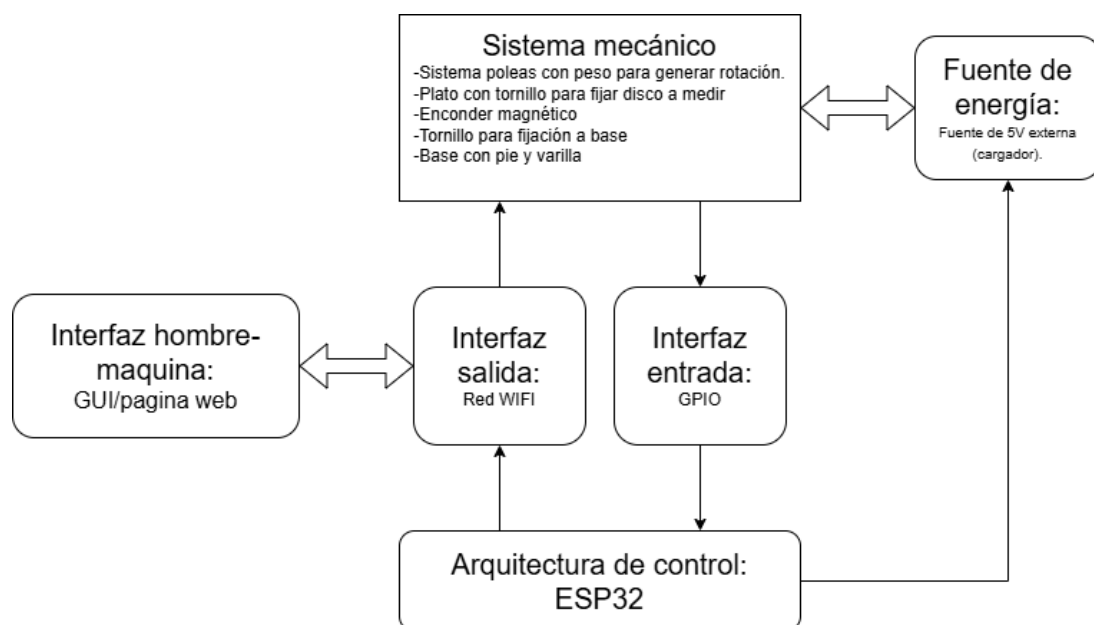 Sistema mecánico
-Sistema poleas con peso para generar rotación.
-Plato con tornillo para fijar disco a medir
-Enconder magnético
-Tornillo para fijación a base
-Base con pie y varilla
Fuente de
energía:
Fuente de 5V externa
(cargador).
Interfaz hombre-
maquina:
GUI/pagina web
Interfaz
salida:
Red WIFI
Interfaz
entrada:
GPIO
Arquitectura de control:
ESP32